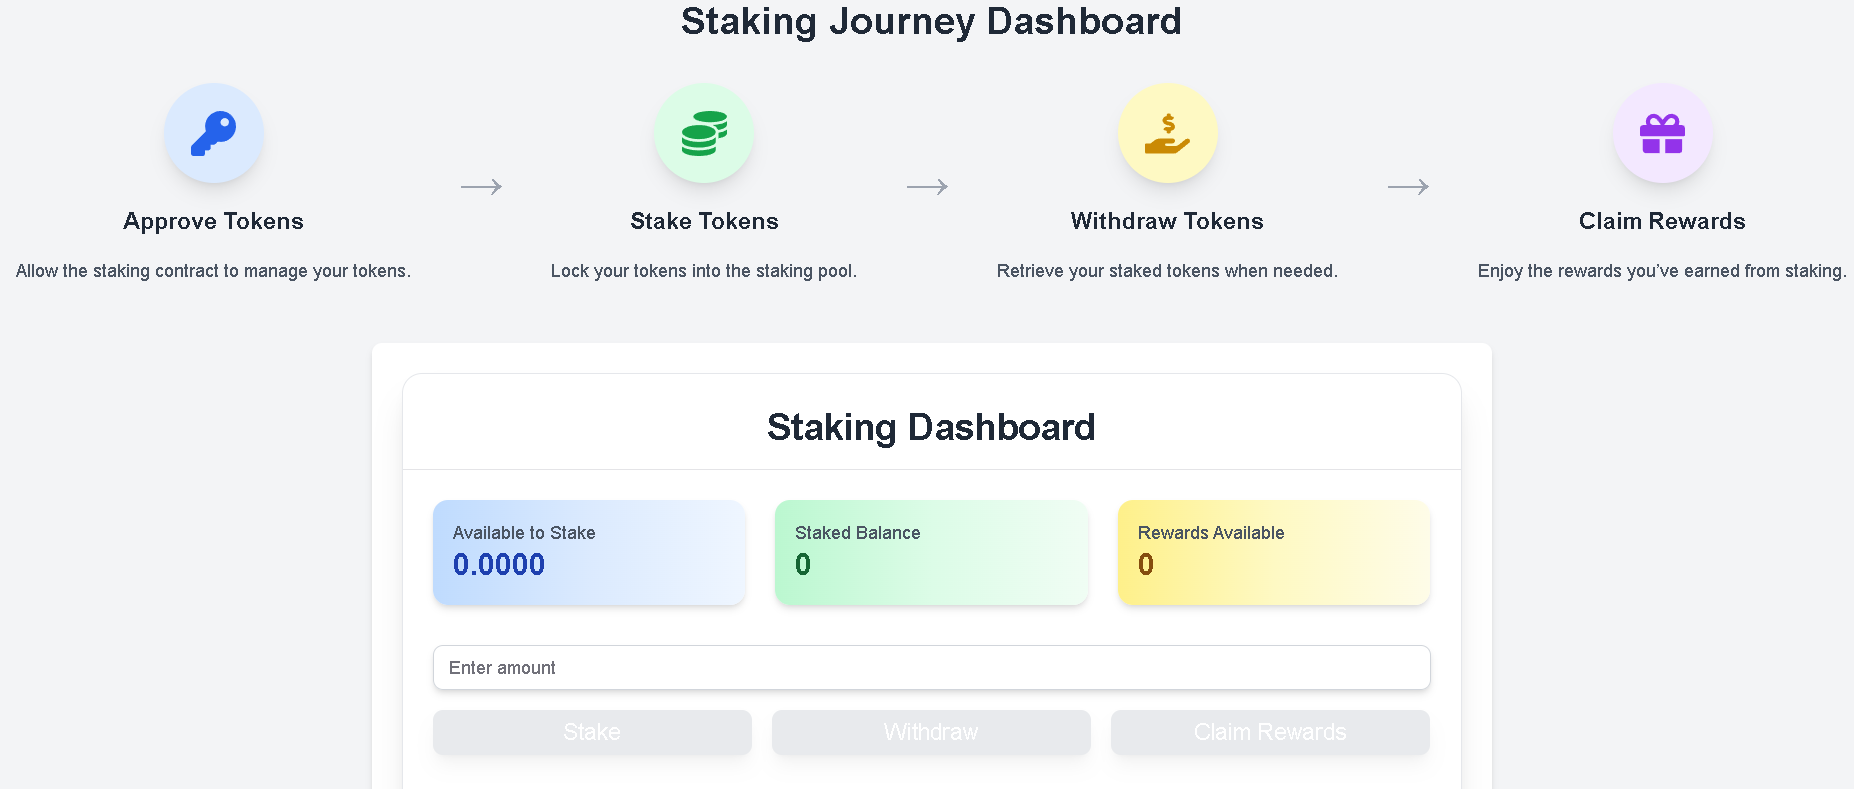 Staking Journey Dashboard
Approve Tokens
Allow the staking contract to manage your tokens.
Stake Tokens
Lock your tokens into the staking pool.
Withdraw Tokens
Retrieve your staked tokens when needed.
Claim Rewards
Enjoy the rewards you’ve earned from staking.
Staking Dashboard
Available to Stake
0.0000
Staked Balance
0
Rewards Available
0
Enter amount
Stake
Withdraw
Claim Rewards